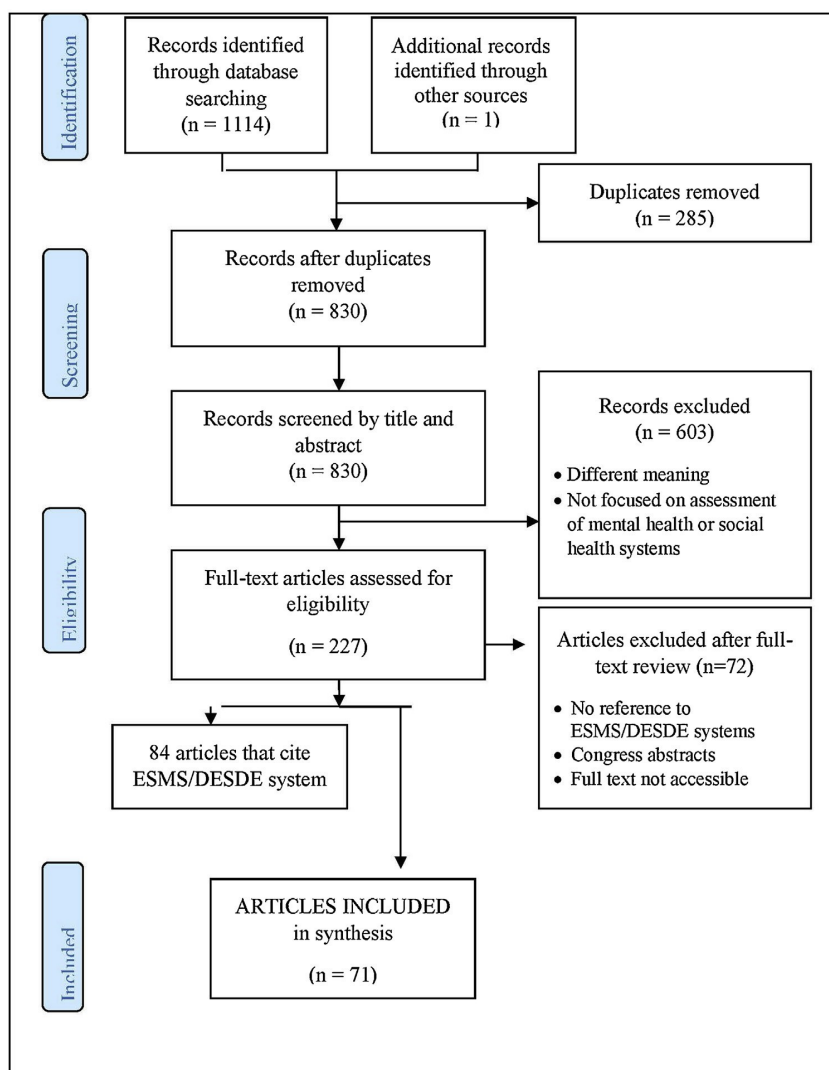 Identification
Records identified
through database
searching
(n = 1114)
Additional records
identified through
other sources
(n = 1)
Duplicates removed
(n = 285)
Screening
Records after duplicates
removed
(n = 830)
Records screened by title and
abstract
(n = 830)
Records excluded
(n = 603)
• Different meaning
• Not focused on assessment
of mental health or social
health systems
Eligibility
Full-text articles assessed for
eligibility
(n = 227)
Articles excluded after full-
text review (n=72)
• No reference to
ESMS/DESDE systems
• Congress abstracts
• Full text not accessible
84 articles that cite
ESMS/DESDE system
Included
ARTICLES INCLUDED
in synthesis
(n = 71)